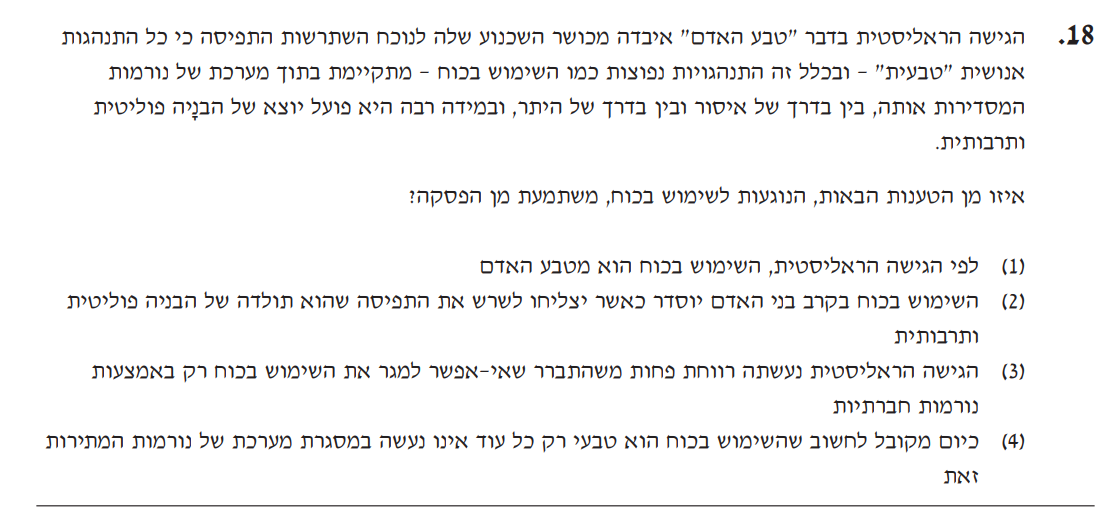 18. הגישה הראליסטית בדבר "טבע האדם" איבדה מכושר השכנוע שלה לנוכח השתרשות התפיסה כי כל התנהגות
אנושית "טבעית" – ובכלל זה התנהגויות נפוצות כמו השימוש בכוח – מתקיימת בתוך מערכת של נורמות
המסדירות אותה, בין בדרך של איסור ובין בדרך של היתר, ובמידה רבה היא פועל יוצא של הבנָיה פוליטית
ותרבותית.
איזו מן הטענות הבאות, הנוגעות לשימוש בכוח, משתמעת מן הפסקה?
(1) לפי הגישה הראליסטית, השימוש בכוח הוא מטבע האדם
(2) השימוש בכוח בקרב בני האדם יוסדר כאשר יצליחו לשרש את התפיסה שהוא תולדה של הבניה פוליטית
ותרבותית
(3) הגישה הראליסטית נעשתה רווחת פחות משהתברר שאי-אפשר למגר את השימוש בכוח רק באמצעות
נורמות חברתיות
(4) כיום מקובל לחשוב שהשימוש בכוח הוא טבעי רק כל עוד אינו נעשה במסגרת מערכת של נורמות המתירות
זאת